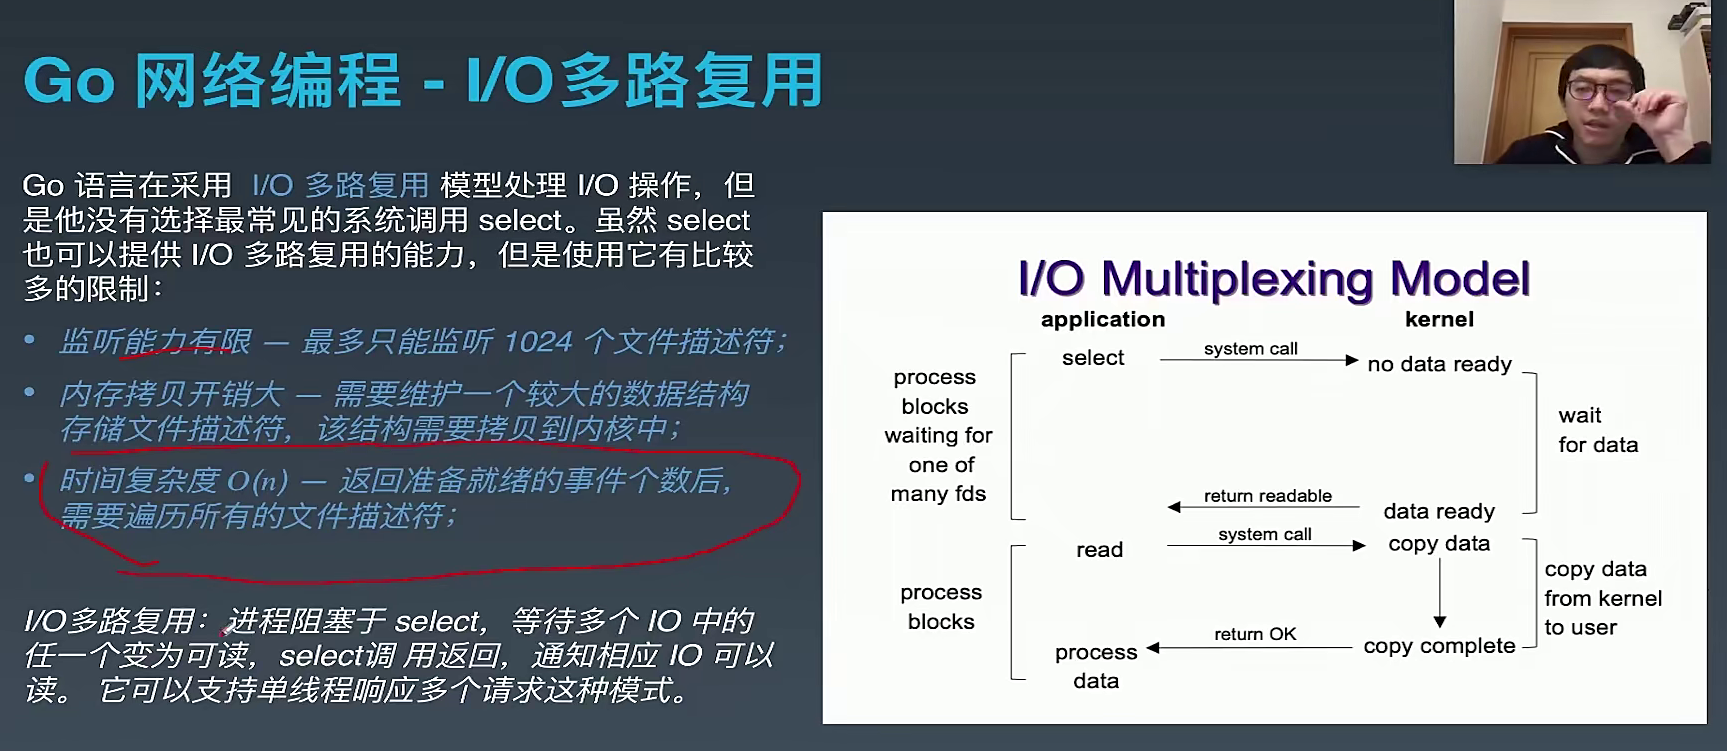 Go 网络编程 - I/O多路复用
Go 语言在采用 I/O 多路复用 模型处理 I/O 操作，但
是他没有选择最常见的系统调用 select。虽然 select
也可以提供 I/O 多路复用的能力，但是使用它有比较
多的限制：
• 监听能力有限 — 最多只能监听 1024 个文件描述符；
• 内存拷贝开销大 — 需要维护一个较大的数据结构
存储文件描述符，该结构需要拷贝到内核中；
• 时间复杂度 O(n) — 返回准备就绪的事件个数后，
需要遍历所有的文件描述符；
I/O多路复用：进程阻塞于 select，等待多个 IO 中的
任一个变为可读，select调 用返回，通知相应 IO 可以
读。 它可以支持单线程响应多个请求这种模式。
I/O Multiplexing Model
application
kernel
process
blocks
waiting for
one of
many fds
select
system call
no data ready
wait
for data
return readable
data ready
read
system call
copy data
process
blocks
copy data
from kernel
to user
return OK
copy complete
process
data